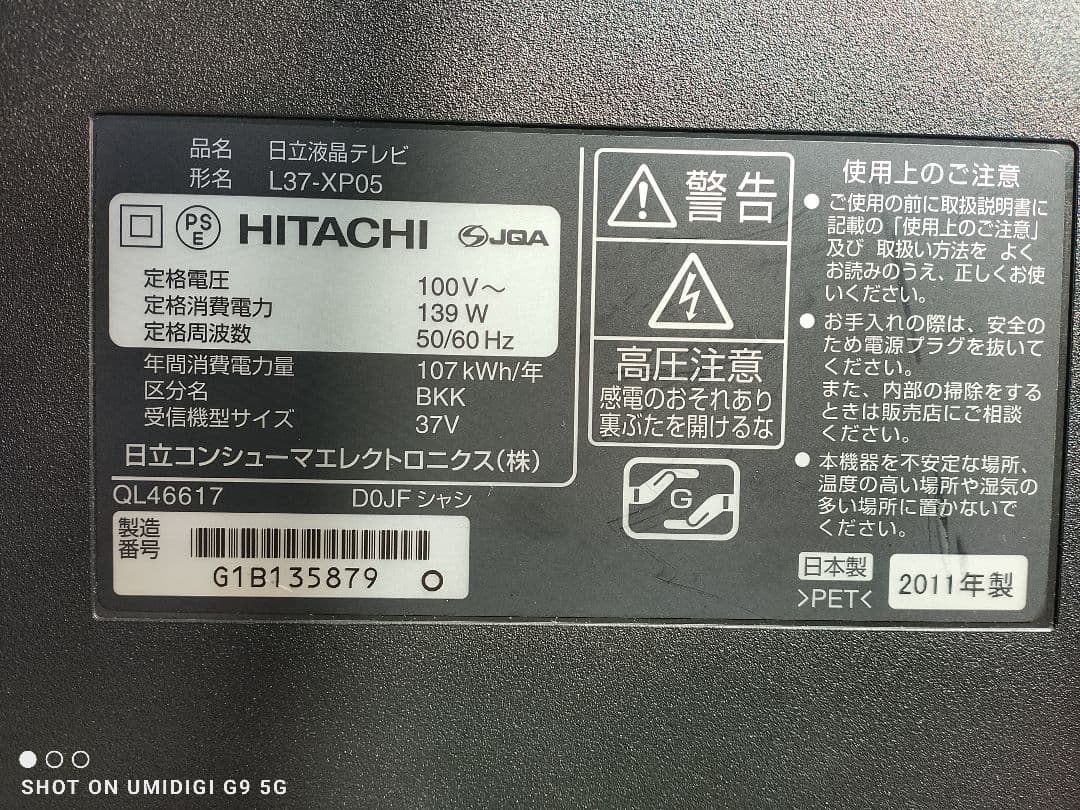 品名 日立液晶テレビ
形名 L37-XP05
PS
E
HITACHI
JQA
定格電圧 100V～
定格消費電力 139W
定格周波数 50/60Hz
年間消費電力量 107kWh/年
区分名 BKK
受信機型サイズ 37V
日立コンシューマエレクトロニクス(株)
QL46617 D0JFシャシ
製造
番号
G1B135879 O
警告
高圧注意
感電のおそれあり
裏ぶたを開けるな
G
使用上のご注意
●ご使用の前に取扱説明書に
記載の「使用上のご注意」
及び 取扱い方法を よく
お読みのうえ、正しくお使
いください。
●お手入れの際は、安全の
ため電源プラグを抜いて
ください。
また、内部の掃除をする
ときは販売店にご相談
ください。
●本機器を不安定な場所、
温度の高い場所や湿気の
多い場所に置かないで
ください。
日本製
>PET<
2011年製
SHOT ON UMIDIGI G9 5G